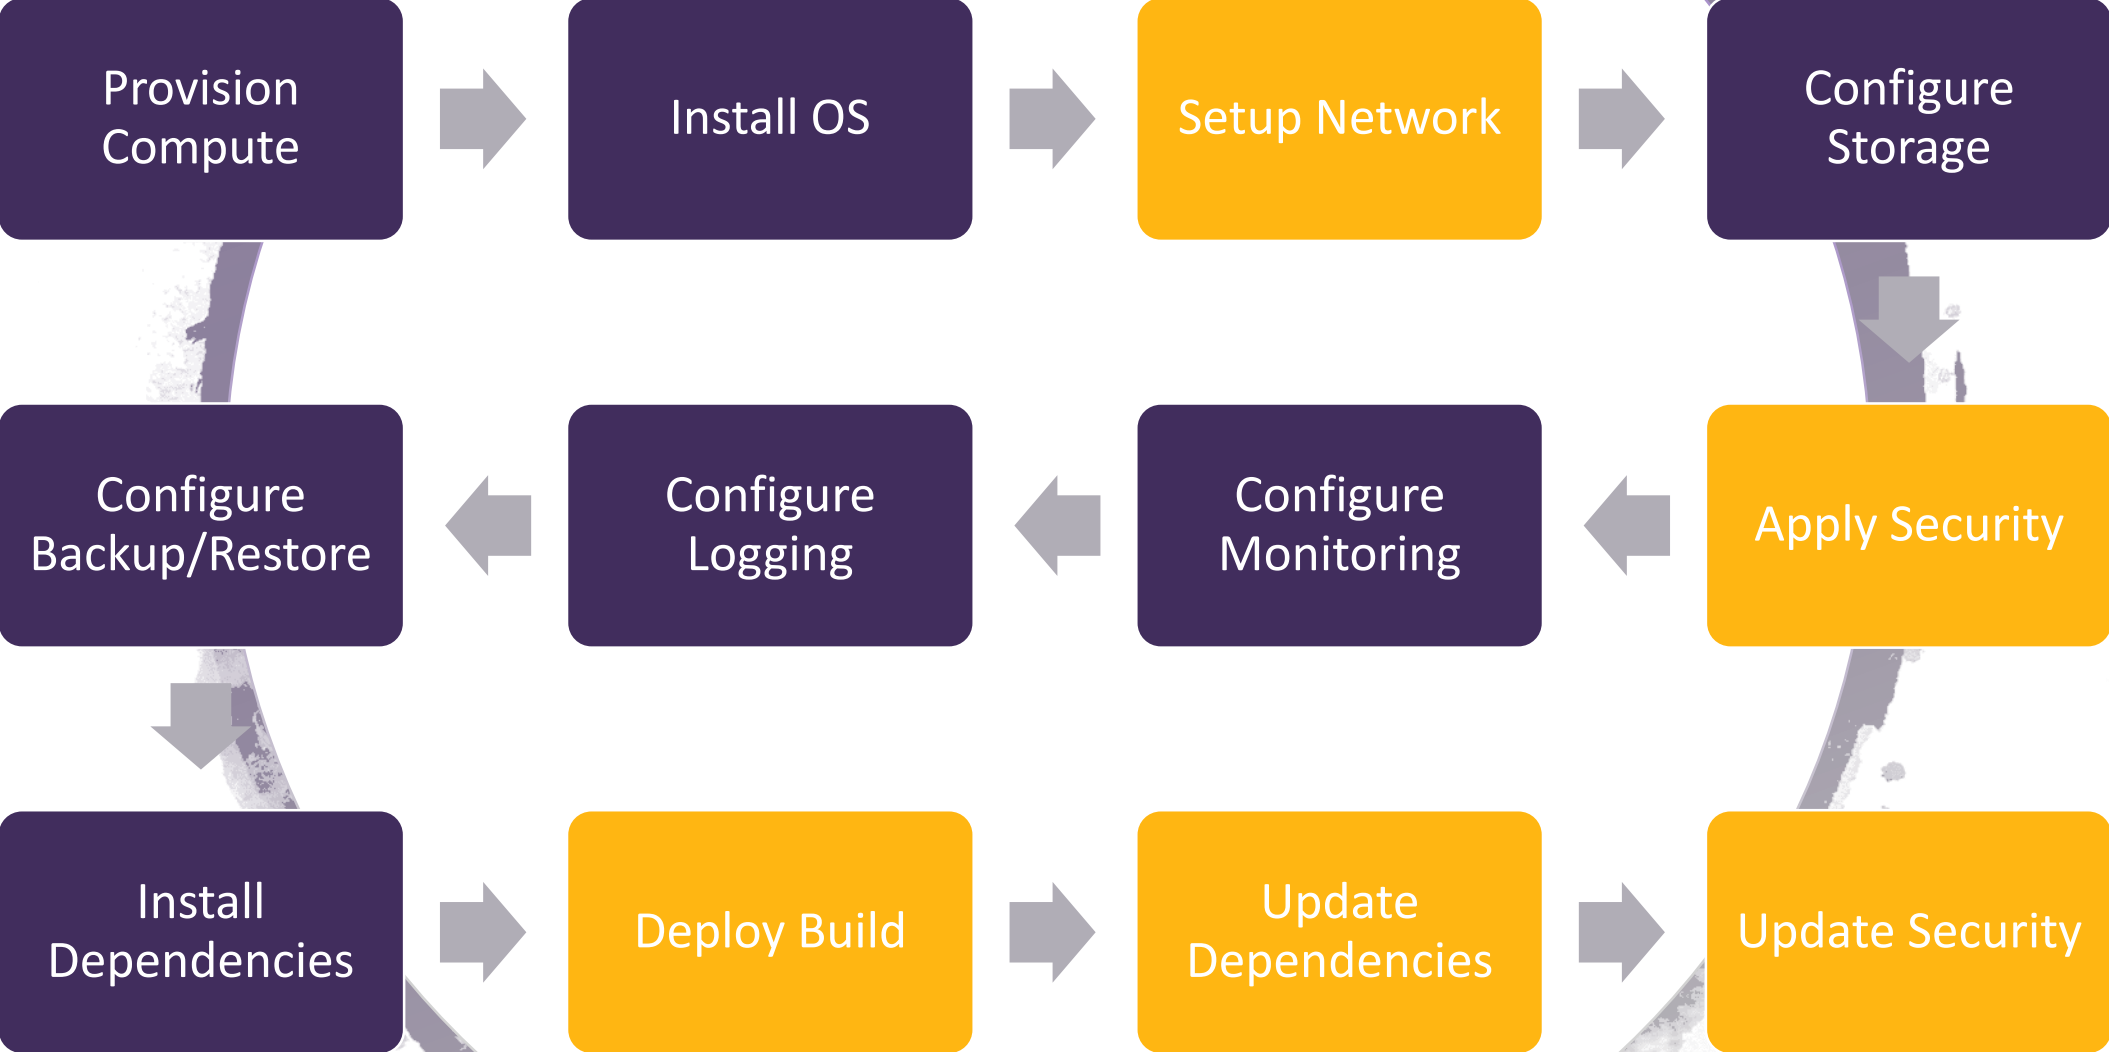 Provision
Compute
Install OS
Setup Network
Configure
Storage
Apply Security
Configure
Monitoring
Configure
Logging
Configure
Backup/Restore
Install
Dependencies
Deploy Build
Update
Dependencies
Update Security